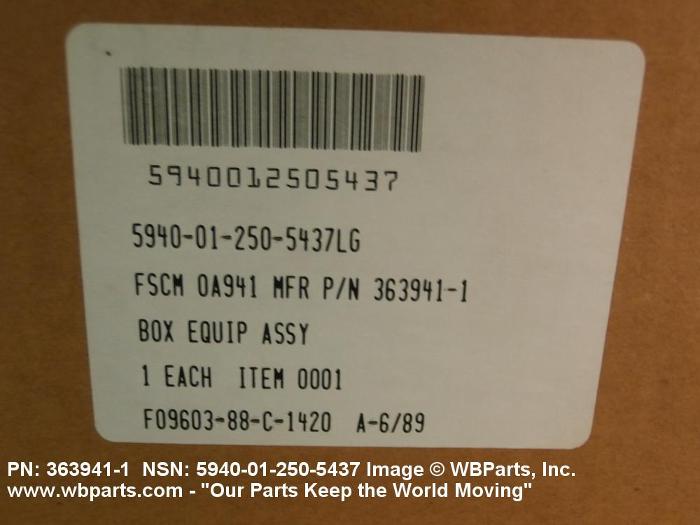 5940012505437
5940-01-250-5437LG
FSCM 0A941 MFR P/N 363941-1
BOX EQUIP ASSY
1 EACH ITEM 0001
F09603-88-C-1420 A-6/89
PN: 363941-1 NSN: 5940-01-250-5437 Image © WBParts, Inc.
www.wbparts.com - "Our Parts Keep the World Moving"